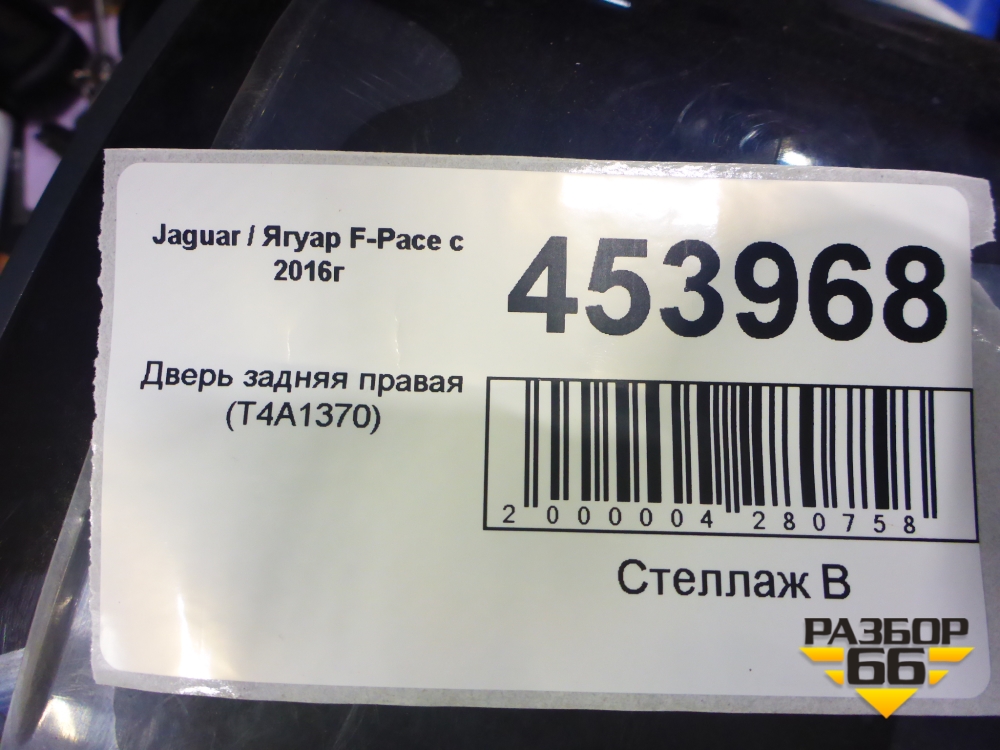 Jaguar / Ягуар F-Pace с
2016г
453968
Дверь задняя правая
(T4A1370)
2 000004 280758
Стеллаж В
РАЗБОР
66